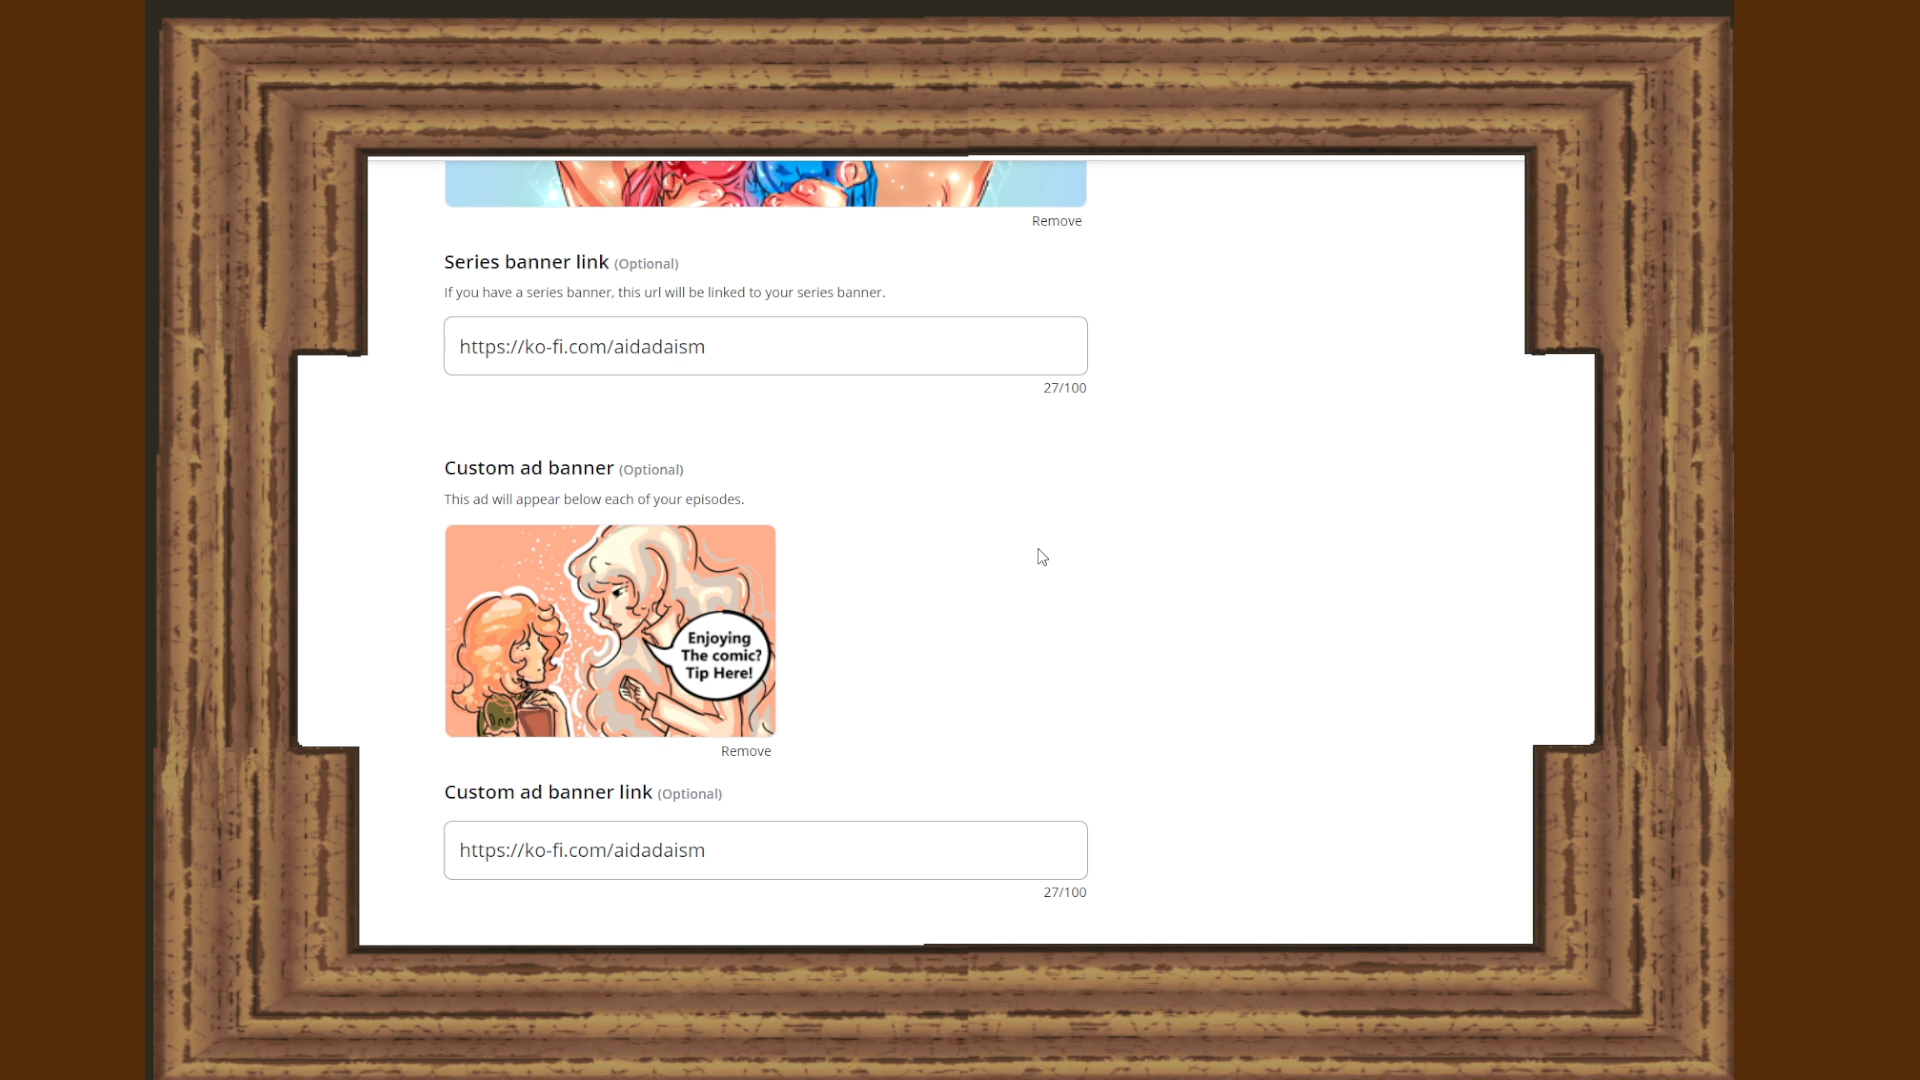 Remove
Series banner link (Optional)
If you have a series banner, this url will be linked to your series banner.
https://ko-fi.com/aidadaism
27/100
Custom ad banner (Optional)
This ad will appear below each of your episodes.
Enjoying
The comic?
Tip Here!
Remove
Custom ad banner link (Optional)
https://ko-fi.com/aidadaism
27/100